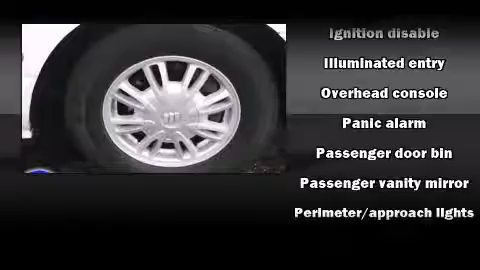 Ignition disable
Illuminated entry
Overhead console
Panic alarm
Passenger door bin
Passenger vanity mirror
Perimeter/approach lights